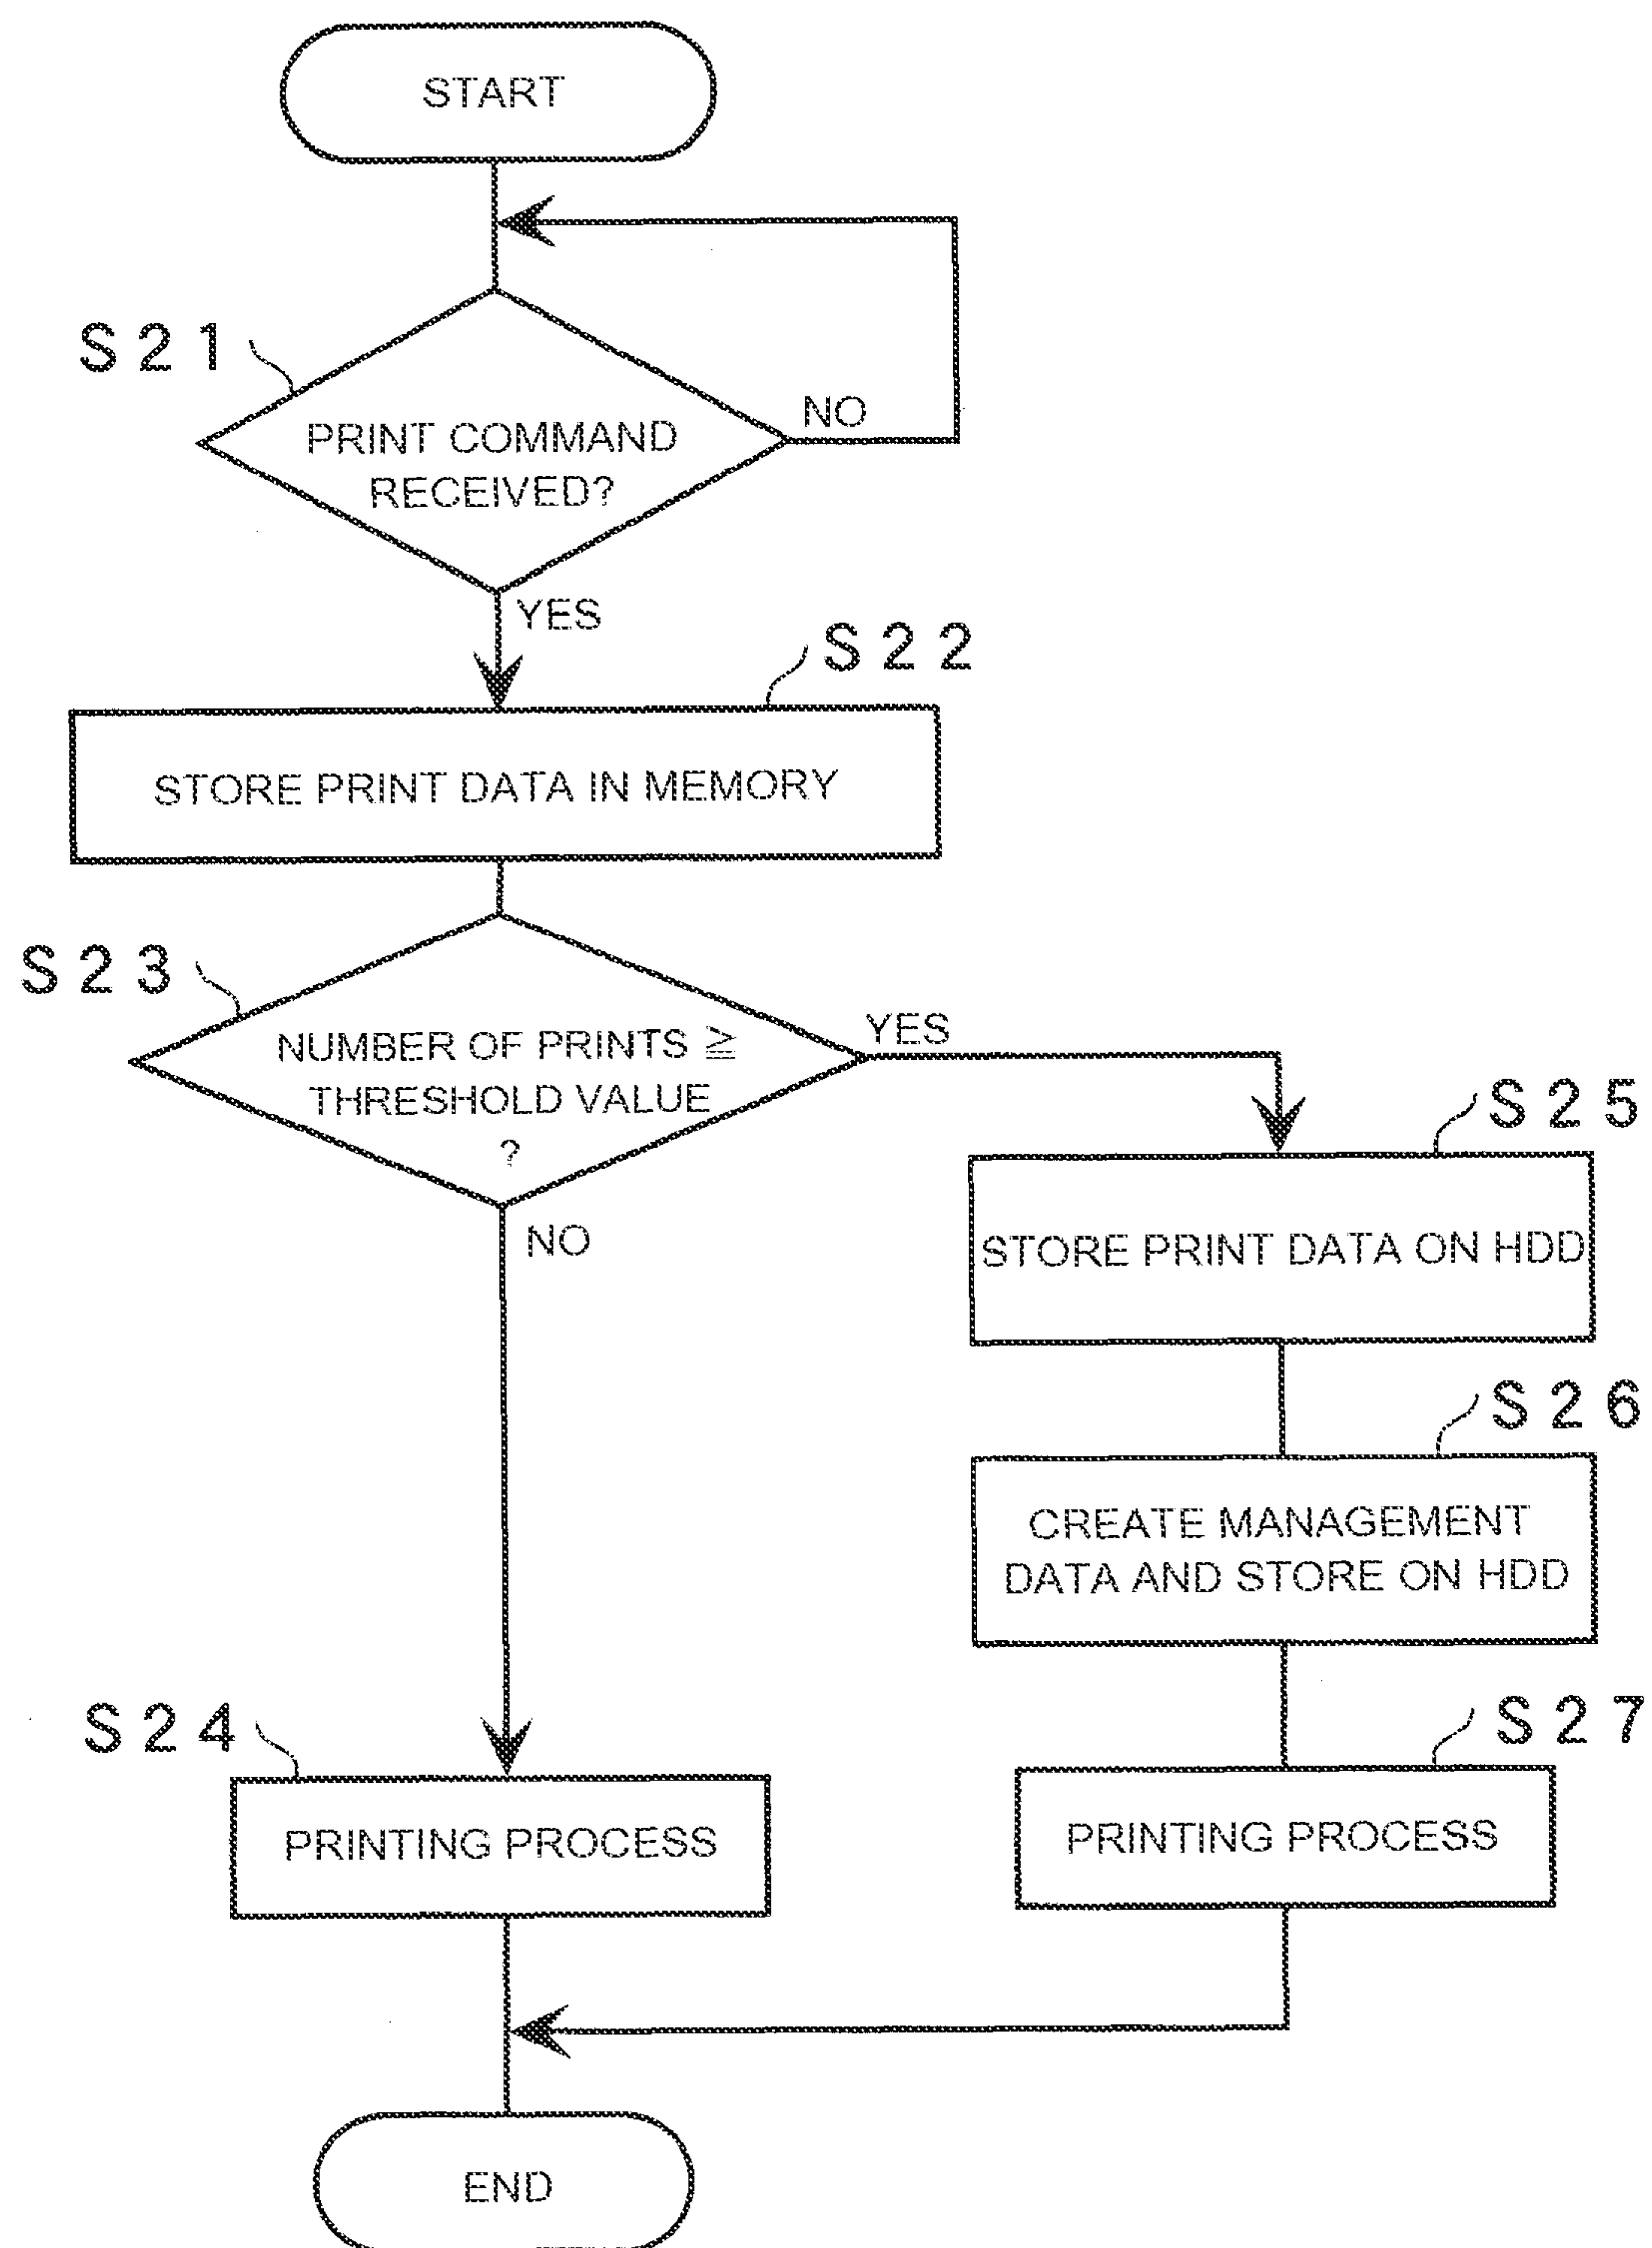 START
S21
NO
PRINT COMMAND
RECEIVED?
YES
S22
STORE PRINT DATA IN MEMORY
S23
YES
NUMBER OF PRINTS ≧
THRESHOLD VALUE
?
NO
S25
STORE PRINT DATA ON HDD
S26
CREATE MANAGEMENT
DATA AND STORE ON HDD
S24
PRINTING PROCESS
S27
PRINTING PROCESS
END